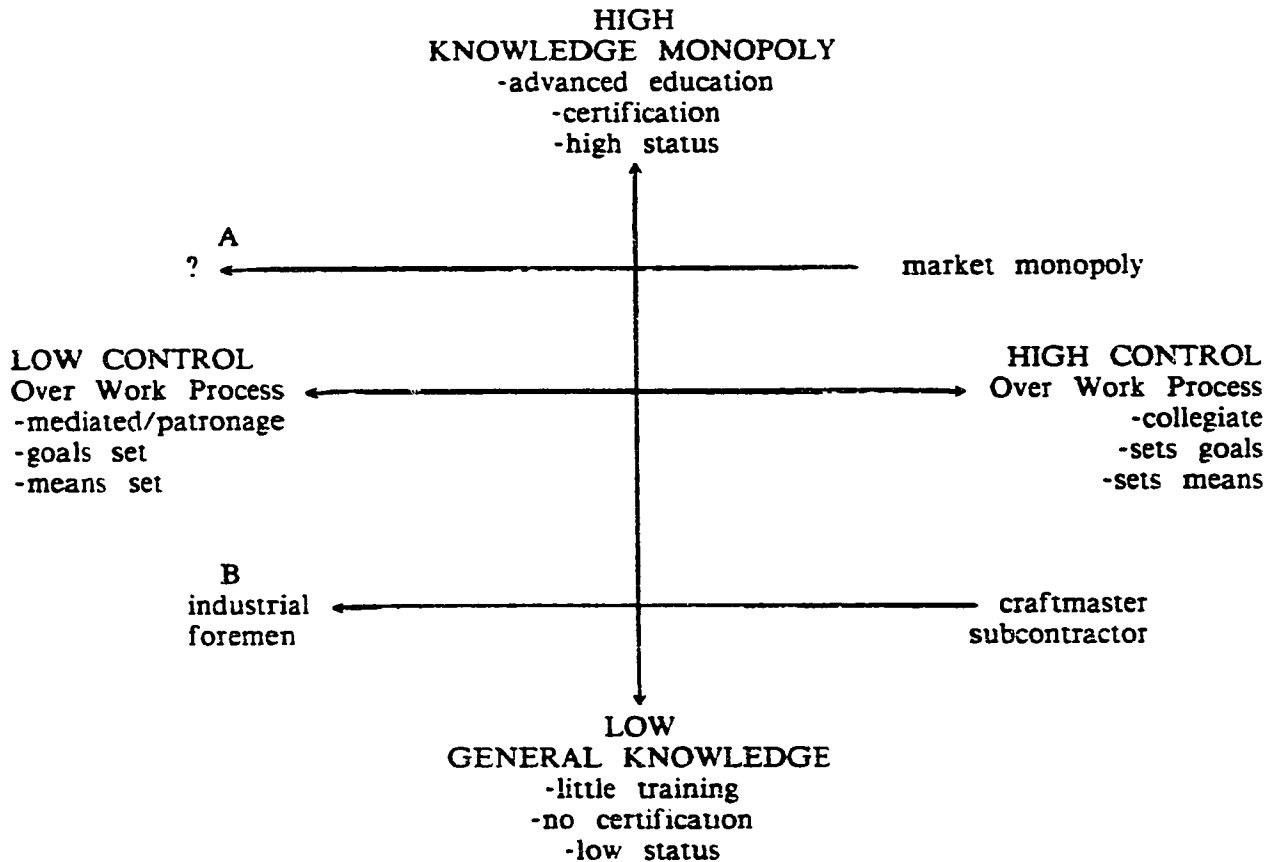 HIGH
KNOWLEDGE MONOPOLY
-advanced education
-certification
-high status
A
?
market monopoly
LOW CONTROL
Over Work Process
-mediated/patronage
-goals set
-means set
HIGH CONTROL
Over Work Process
-collegiate
-sets goals
-sets means
B
industrial
foremen
craftmaster
subcontractor
LOW
GENERAL KNOWLEDGE
-little training
-no certification
-low status